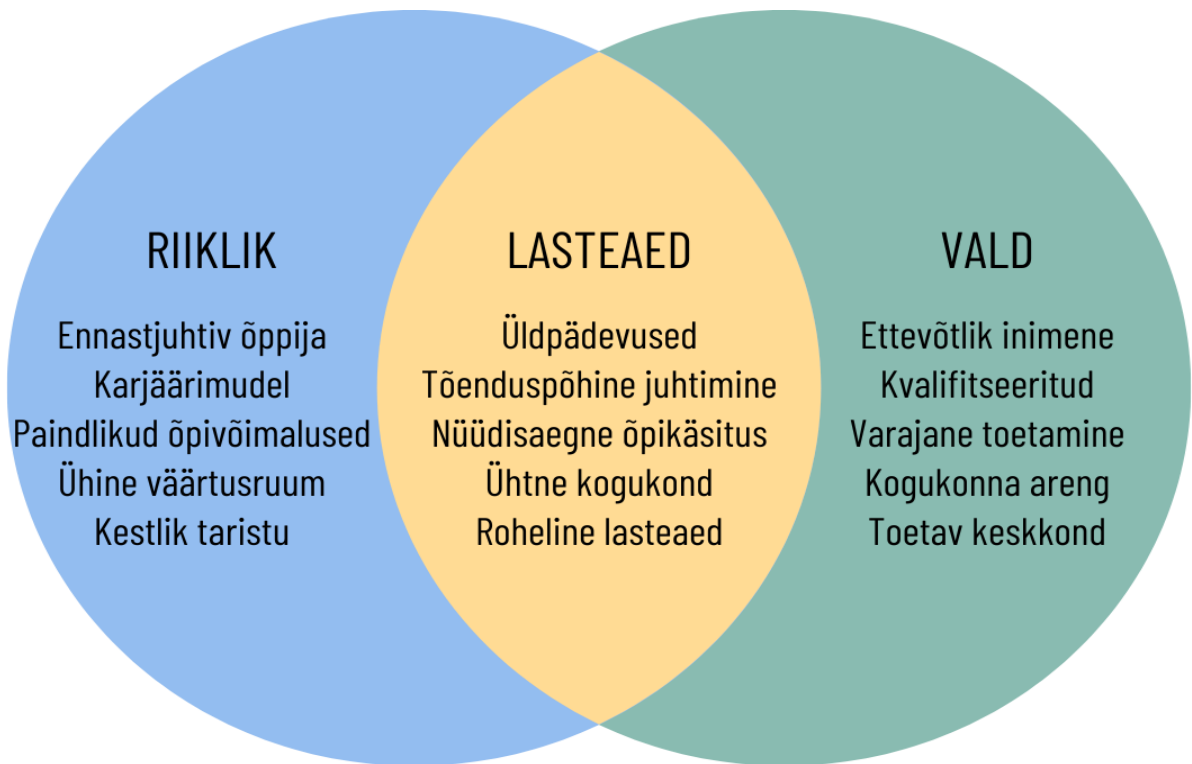 RIIKLIK
Ennastjuhtiv õppija
Karjäärimudel
Paindlikud õpivõimalused
Ühine väärtusruum
Kestlik taristu
LASTEAED
Üldpädevused
Tõenduspõhine juhtimine
Nüüdisaegne õpikäsitus
Ühtne kogukond
Roheline lasteaed
VALD
Ettevõtlik inimene
Kvalifitseeritud
Varajane toetamine
Kogukonna areng
Toetav keskkond